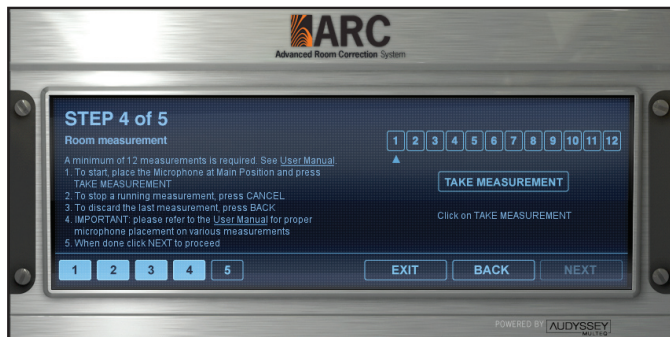 ARC
Advanced Room Correction System
STEP 4 of 5
Room measurement
A minimum of 12 measurements is required. See User Manual.
1. To start, place the Microphone at Main Position and press
TAKE MEASUREMENT
2. To stop a running measurement, press CANCEL
3. To discard the last measurement, press BACK
4. IMPORTANT: please refer to the User Manual for proper
microphone placement on various measurements
5. When done click NEXT to proceed
1 2 3 4 5 6 7 8 9 10 11 12
TAKE MEASUREMENT
Click on TAKE MEASUREMENT
1 2 3 4 5
EXIT BACK NEXT
POWERED BY AUDYSSEY
MULTEQ